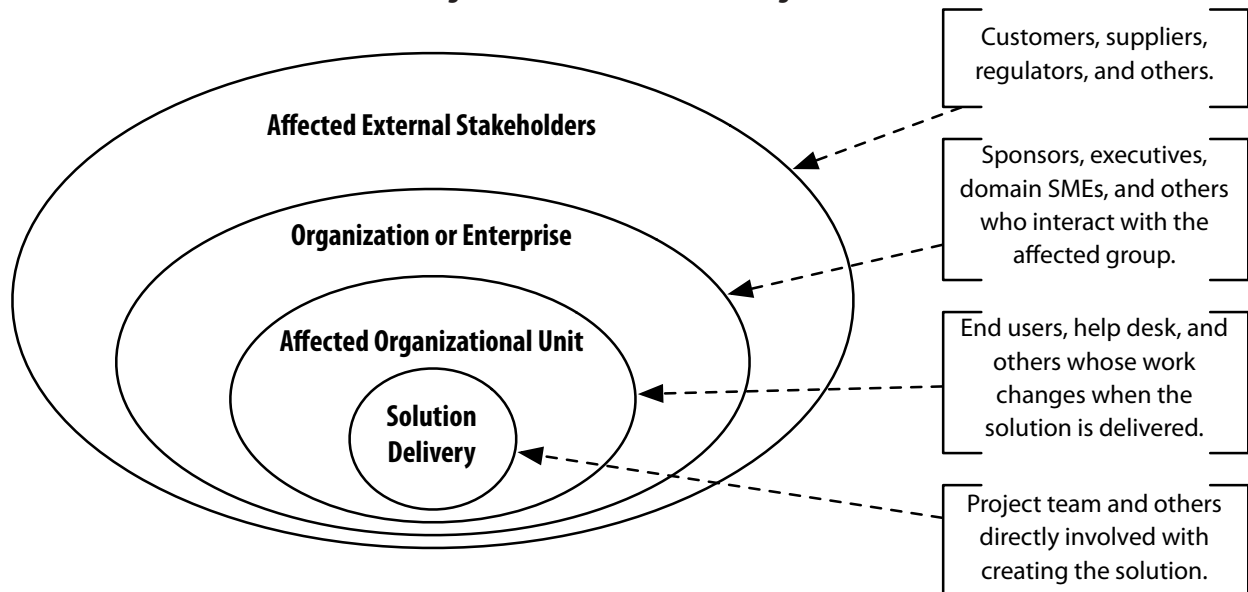 Affected External Stakeholders
Organization or Enterprise
Affected Organizational Unit
Solution
Delivery
Customers, suppliers,
regulators, and others.
Sponsors, executives,
domain SMEs, and others
who interact with the
affected group.
End users, help desk, and
others whose work
changes when the
solution is delivered.
Project team and others
directly involved with
creating the solution.